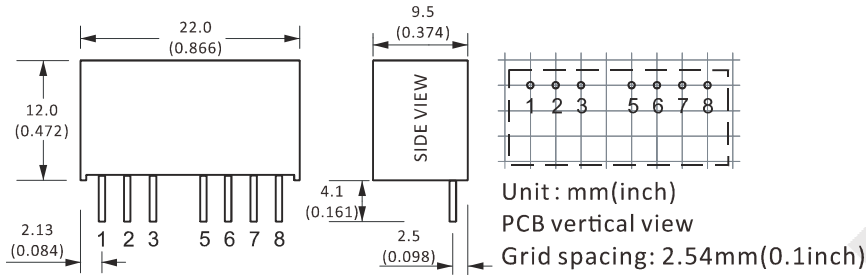 22.0
(0.866)
9.5
(0.374)
12.0
(0.472)
SIDE VIEW
1 2 3 5 6 7 8
4.1
(0.161)
2.13
(0.084)
1 2 3 5 6 7 8
2.5
(0.098)
Unit: mm(inch)
PCB vertical view
Grid spacing: 2.54mm(0.1inch)